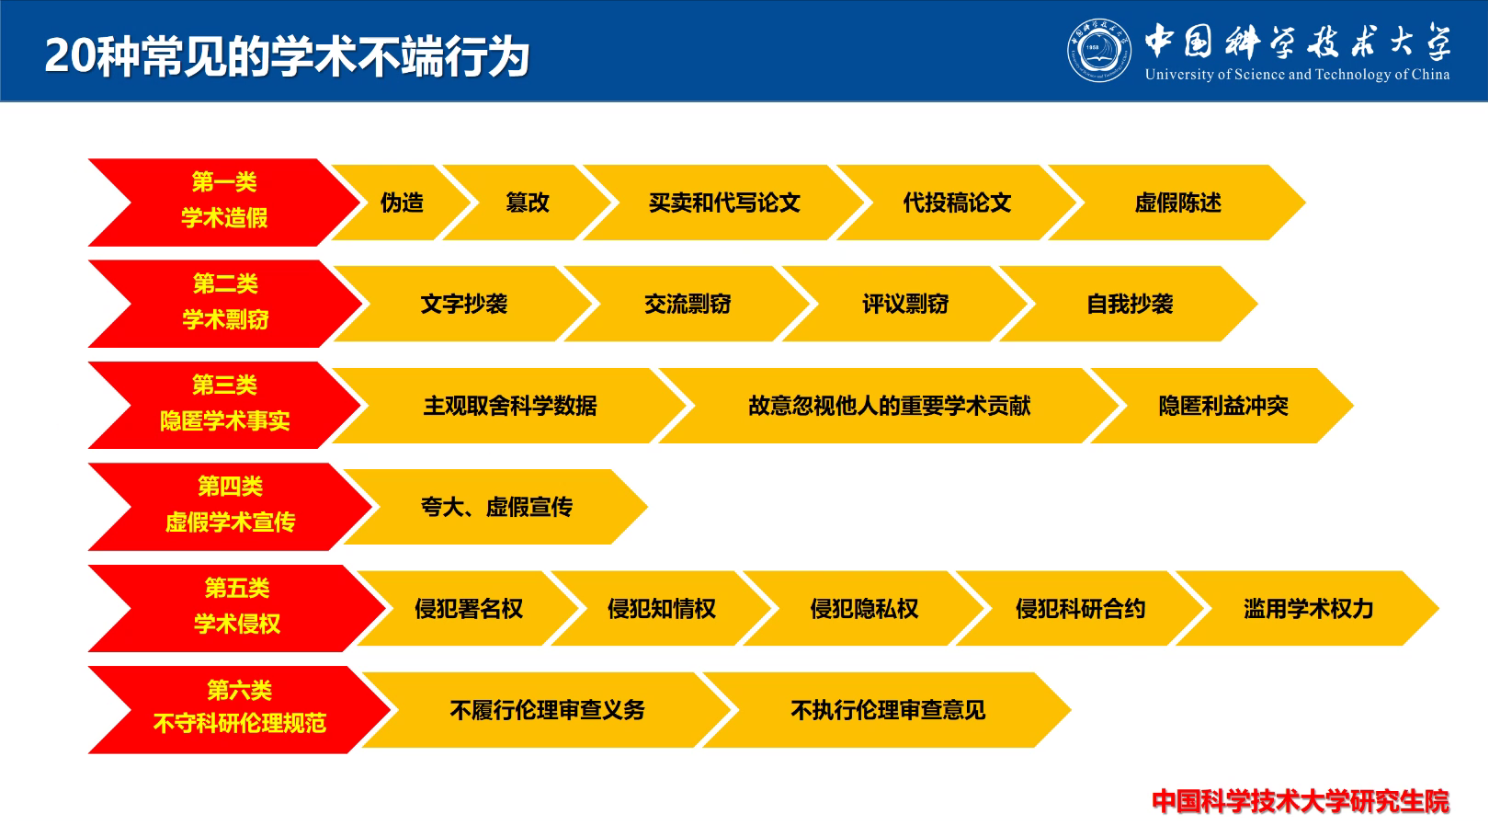 20种常见的学术不端行为
中国科学技术大学
University of Science and Technology of China
1958
第一类
学术造假
伪造
篡改
买卖和代写论文
代投稿论文
虚假陈述
第二类
学术剽窃
文字抄袭
交流剽窃
评议剽窃
自我抄袭
第三类
隐匿学术事实
主观取舍科学数据
故意忽视他人的重要学术贡献
隐匿利益冲突
第四类
虚假学术宣传
夸大、虚假宣传
第五类
学术侵权
侵犯署名权
侵犯知情权
侵犯隐私权
侵犯科研合约
滥用学术权力
第六类
不守科研伦理规范
不履行伦理审查义务
不执行伦理审查意见
中国科学技术大学研究生院